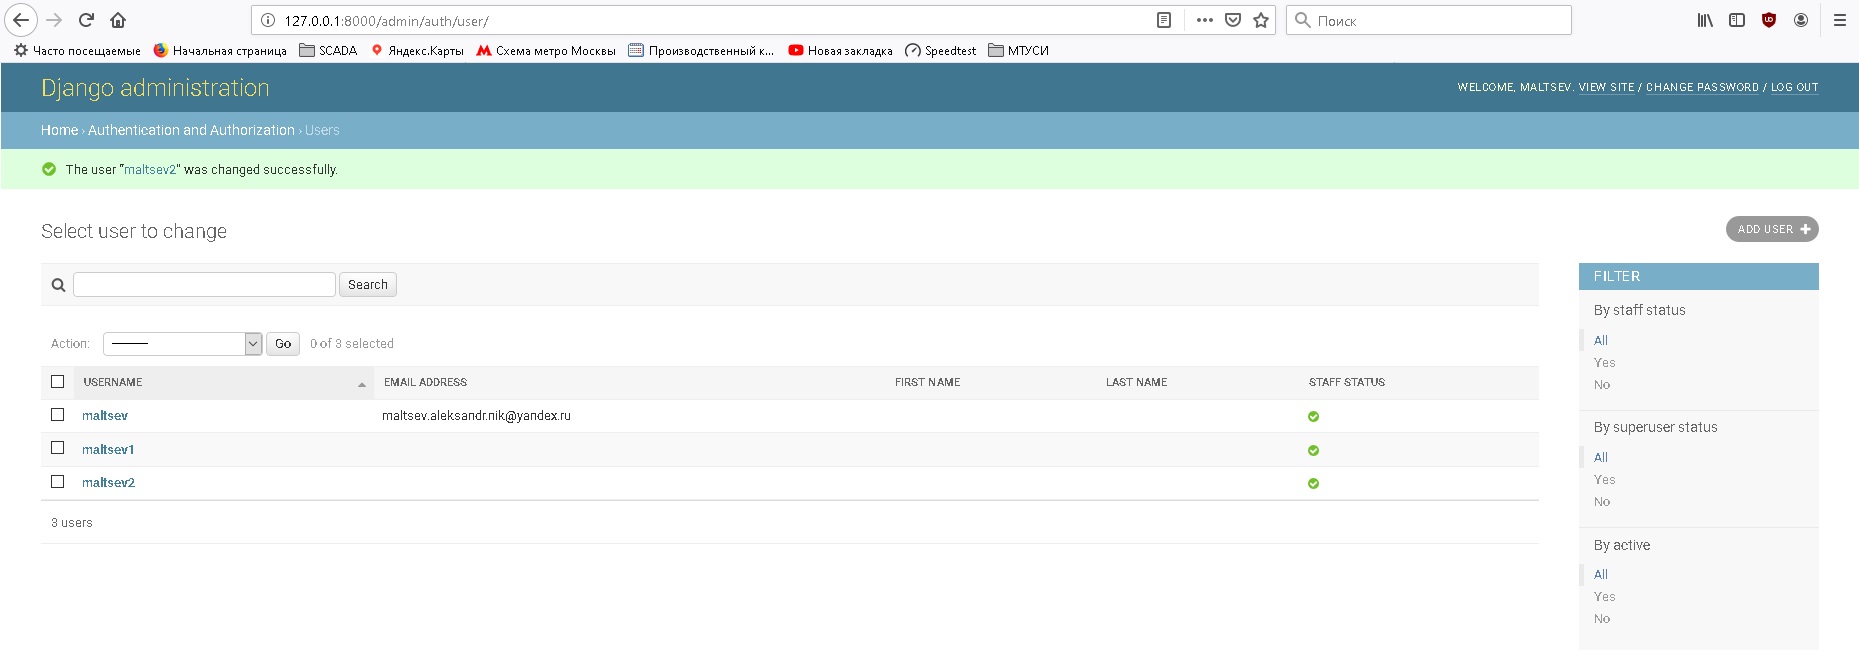 127.0.0.1:8000/admin/auth/user/ Поиск
Часто посещаемые Начальная страница SCADA Яндекс.Карты Схема метро Москвы Производственный к... Новая закладка Speedtest МТУСИ
Django administration WELCOME, MALTSEV. VIEW SITE / CHANGE PASSWORD / LOG OUT
Home › Authentication and Authorization › Users
The user "maltsev2" was changed successfully.
Select user to change ADD USER +
Search
Action: --------- Go 0 of 3 selected
USERNAME EMAIL ADDRESS FIRST NAME LAST NAME STAFF STATUS
maltsev maltsev.aleksandr.nik@yandex.ru
maltsev1
maltsev2
3 users
FILTER
By staff status
All
Yes
No
By superuser status
All
Yes
No
By active
All
Yes
No